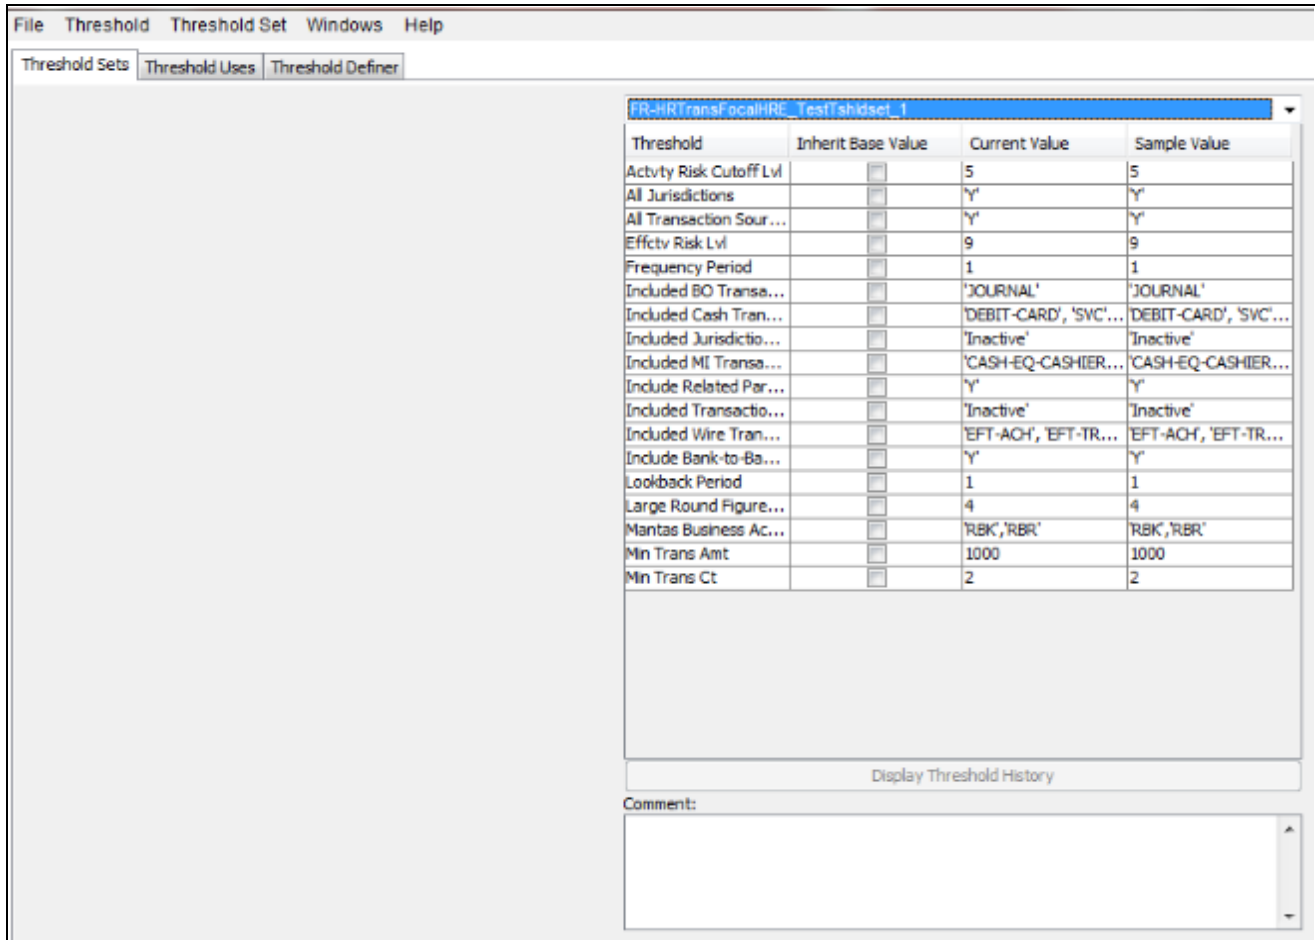 File Threshold Threshold Set Windows Help
Threshold Sets Threshold Uses Threshold Definer
FR-HRTransFocalHRE_TestTshldset_1
Threshold Inherit Base Value Current Value Sample Value
Actvty Risk Cutoff Lvl 5 5
All Jurisdictions 'Y' 'Y'
All Transaction Sour... 'Y' 'Y'
Effctv Risk Lvl 9 9
Frequency Period 1 1
Included BO Transa... 'JOURNAL' 'JOURNAL'
Included Cash Tran... 'DEBIT-CARD', 'SVC'... 'DEBIT-CARD', 'SVC'...
Included Jurisdictio... 'Inactive' 'Inactive'
Included MI Transa... 'CASH-EQ-CASHIER... 'CASH-EQ-CASHIER...
Include Related Par... 'Y' 'Y'
Included Transactio... 'Inactive' 'Inactive'
Included Wire Tran... 'EFT-ACH', 'EFT-TR... 'EFT-ACH', 'EFT-TR...
Include Bank-to-Ba... 'Y' 'Y'
Lookback Period 1 1
Large Round Figure... 4 4
Mantas Business Ac... 'RBK','RBR' 'RBK','RBR'
Min Trans Amt 1000 1000
Min Trans Ct 2 2
Display Threshold History
Comment: